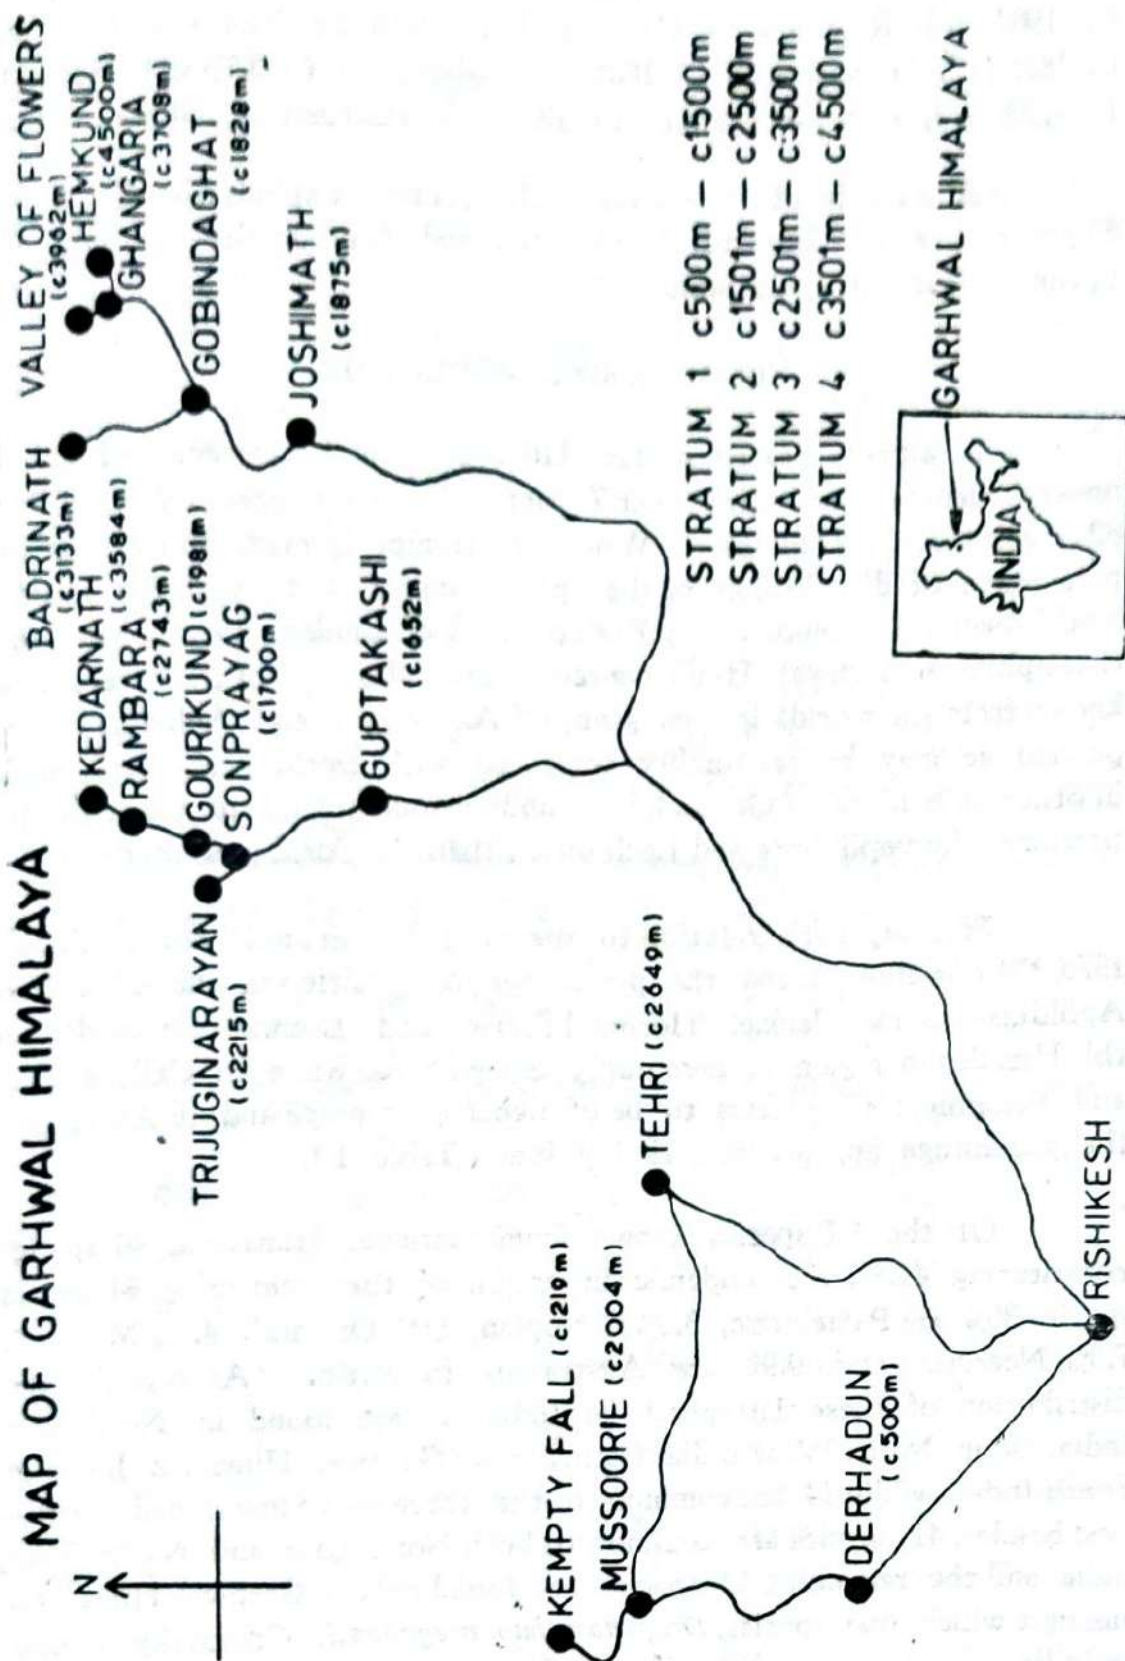 MAP OF GARHWAL HIMALAYA
N
BADRINATH
(c3133m)
VALLEY OF FLOWERS
(c3962m)
HEMKUND
(c4500m)
GHANGARIA
(c3708m)
KEDARNATH
(c3584m)
RAMBARA
(c2743m)
GOURIKUND (c1981m)
SONPRAYAG
(c1700m)
TRIJUGINARAYAN
(c2215m)
GOBINDAGHAT
(c1828m)
JOSHIMATH
(c1875m)
GUPTAKASHI
(c1652m)
TEHRI (c2649m)
KEMPTY FALL (c1219m)
MUSSOORIE (c2004m)
DERHADUN
(c500m)
RISHIKESH
STRATUM 1 c500m — c1500m
STRATUM 2 c1501m — c2500m
STRATUM 3 c2501m — c3500m
STRATUM 4 c3501m — c4500m
GARHWAL HIMALAYA
INDIA